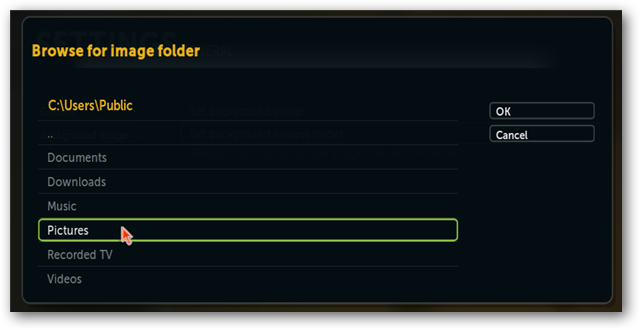 Browse for image folder
C:\Users\Public
..
Documents
Downloads
Music
Pictures
Recorded TV
Videos
OK
Cancel